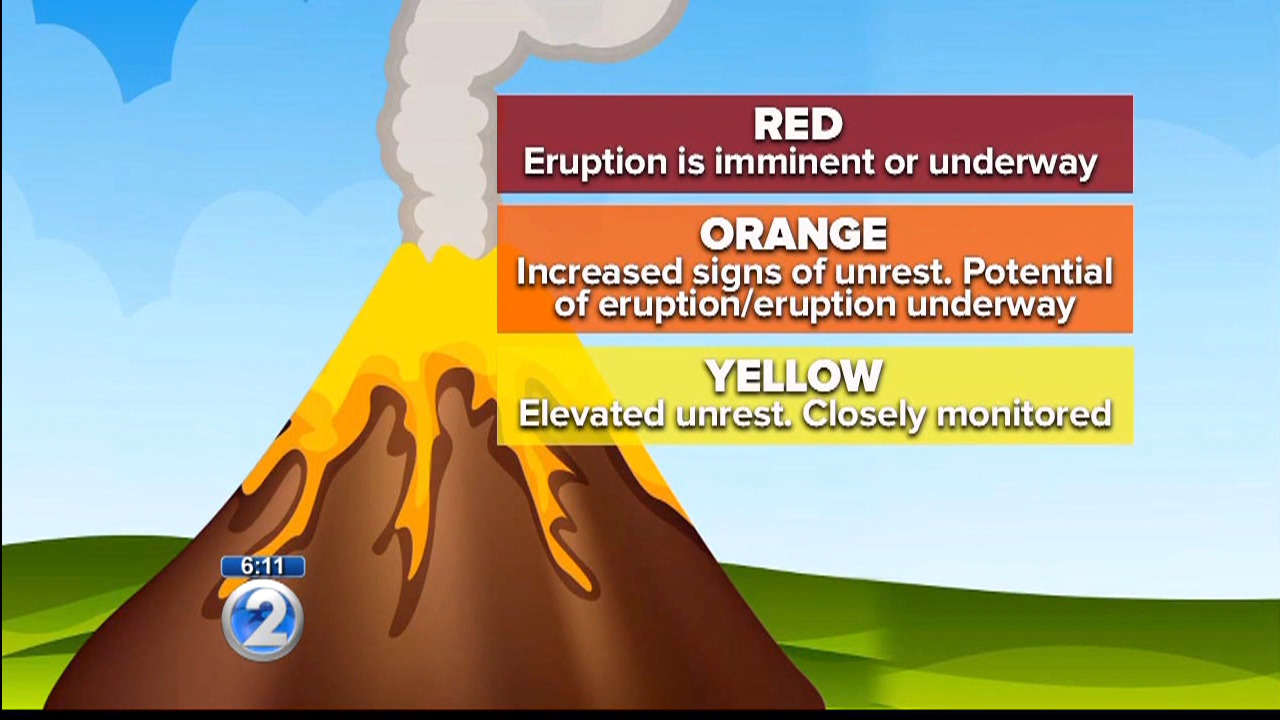 RED
Eruption is imminent or underway
ORANGE
Increased signs of unrest. Potential
of eruption/eruption underway
YELLOW
Elevated unrest. Closely monitored
6:11
2